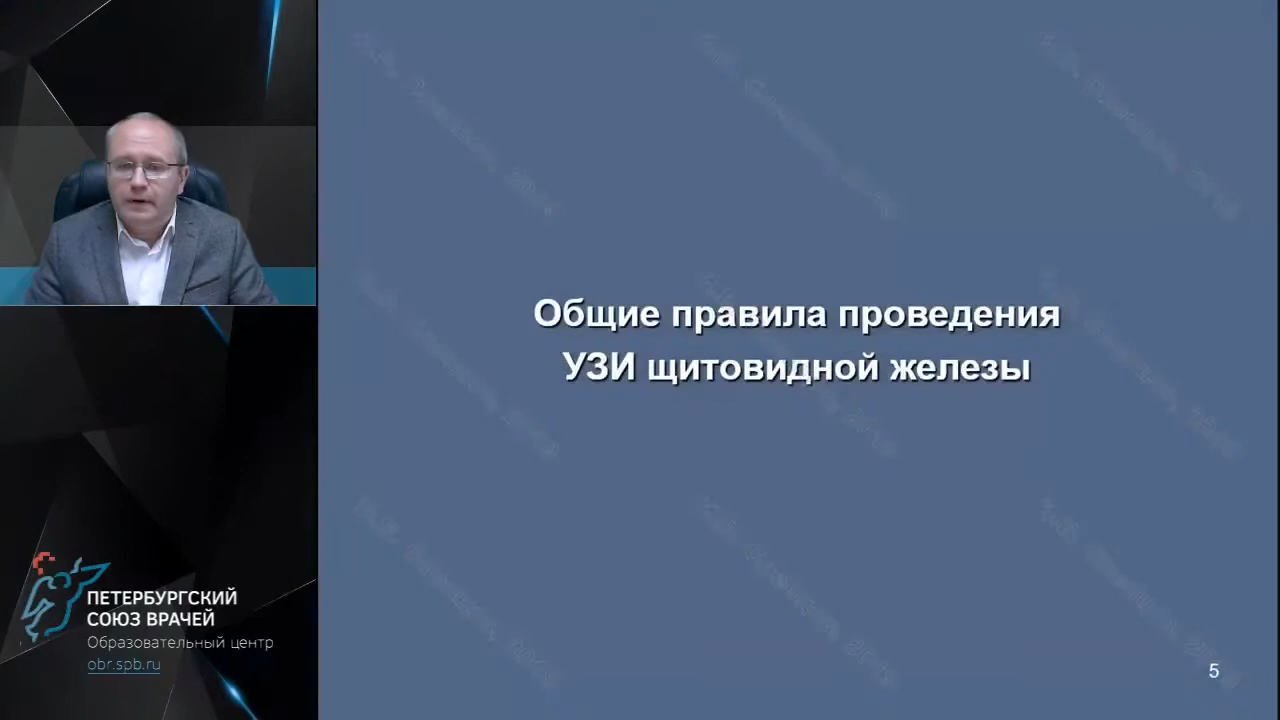 Общие правила проведения
УЗИ щитовидной железы
ПЕТЕРБУРГСКИЙ
СОЮЗ ВРАЧЕЙ
Образовательный центр
obr.spb.ru
5